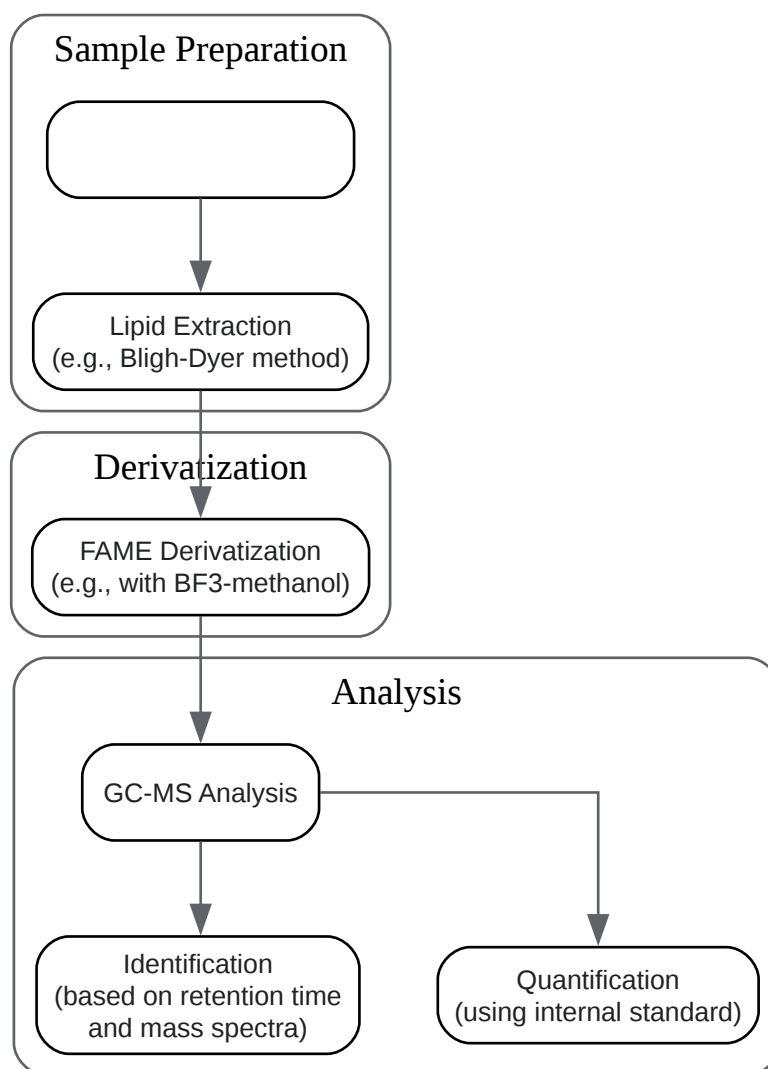 Sample Preparation
Lipid Extraction
(e.g., Bligh-Dyer method)
Derivatization
FAME Derivatization
(e.g., with BF3-methanol)
Analysis
GC-MS Analysis
Identification
(based on retention time
and mass spectra)
Quantification
(using internal standard)